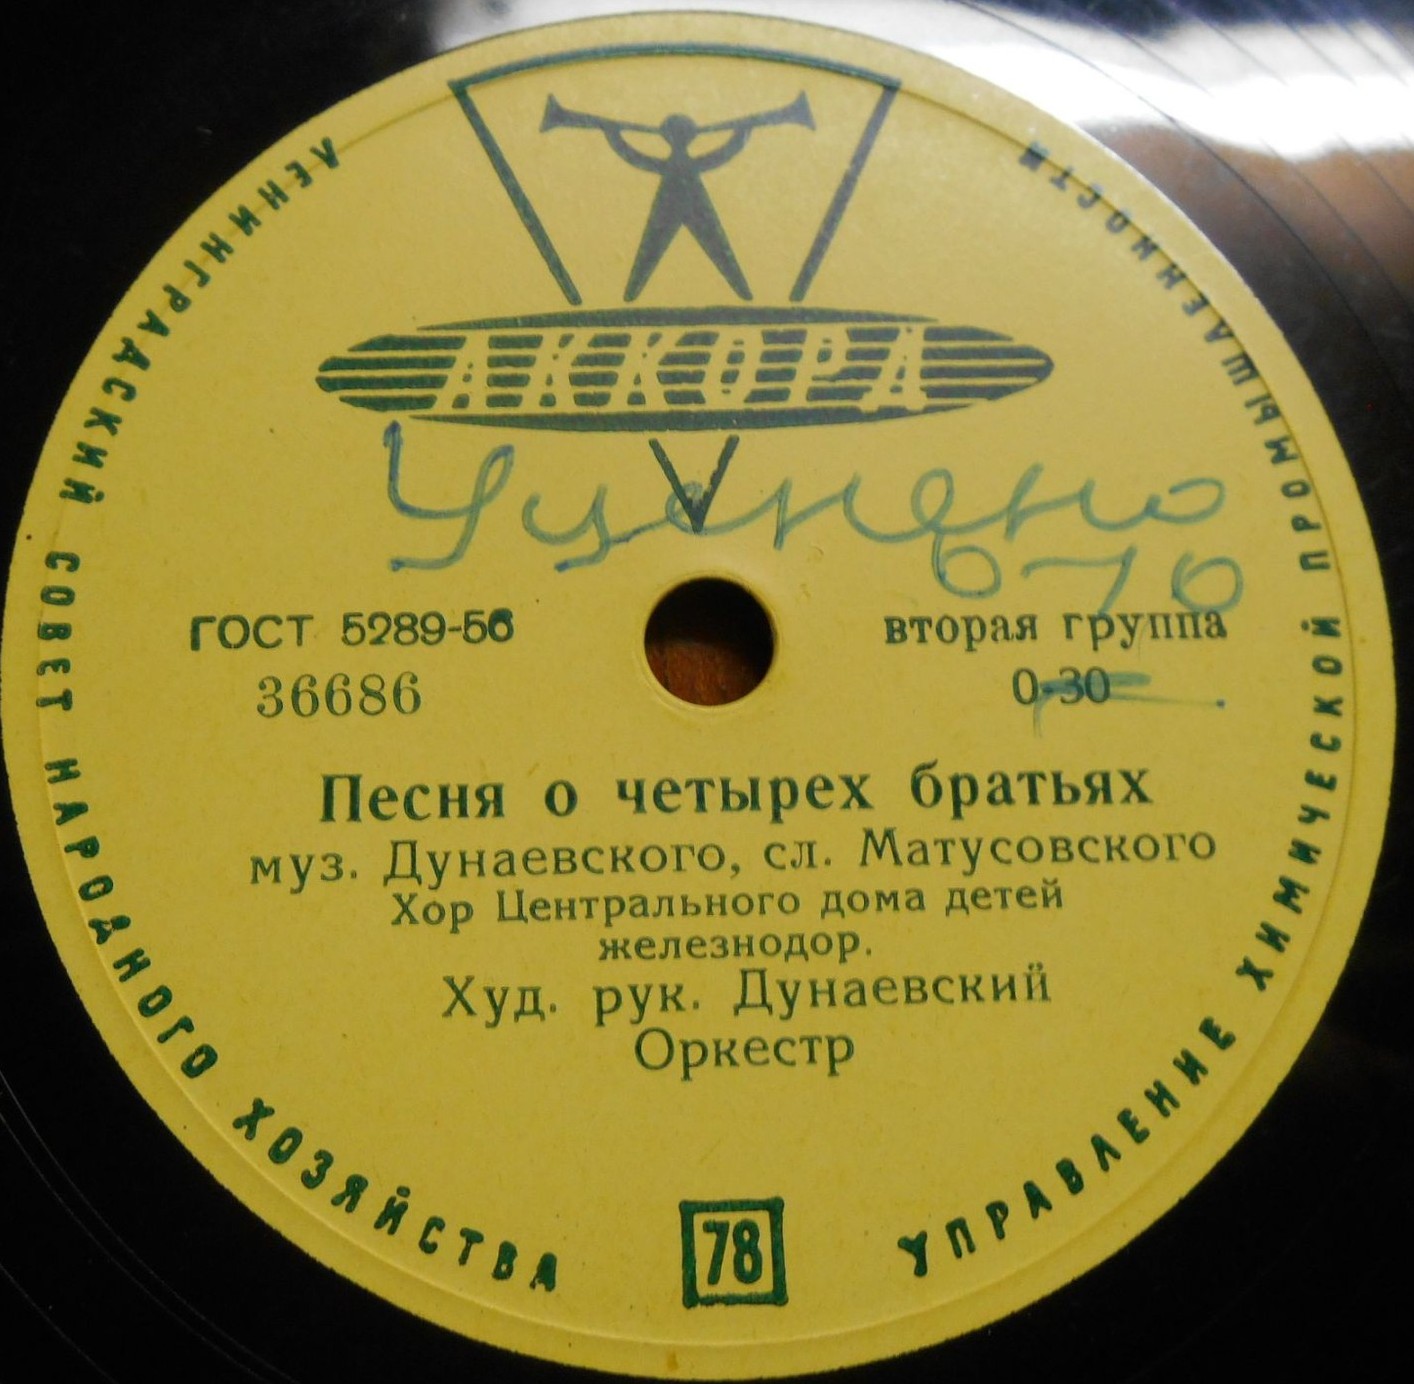 АККОРД
Уценено
0-10
ГОСТ 5289-56
вторая группа
36686
0-30
Песня о четырех братьях
муз. Дунаевского, сл. Матусовского
Хор Центрального дома детей
железнодор.
Худ. рук. Дунаевский
Оркестр
78
ЛЕНИНГРАДСКИЙ СОВЕТ НАРОДНОГО ХОЗЯЙСТВА
УПРАВЛЕНИЕ ХИМИЧЕСКОЙ ПРОМЫШЛЕННОСТИ